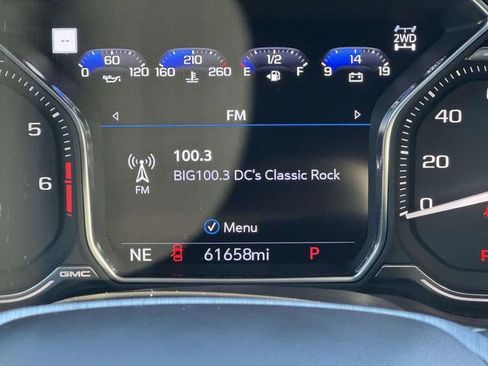 --
2WD
60 210 1/2 14
0 120 160 260 E F 9 19
FM
100.3
BIG100.3 DC's Classic Rock
FM
✓ Menu
NE 61658mi P
5
6
GMC
60
40
20
0